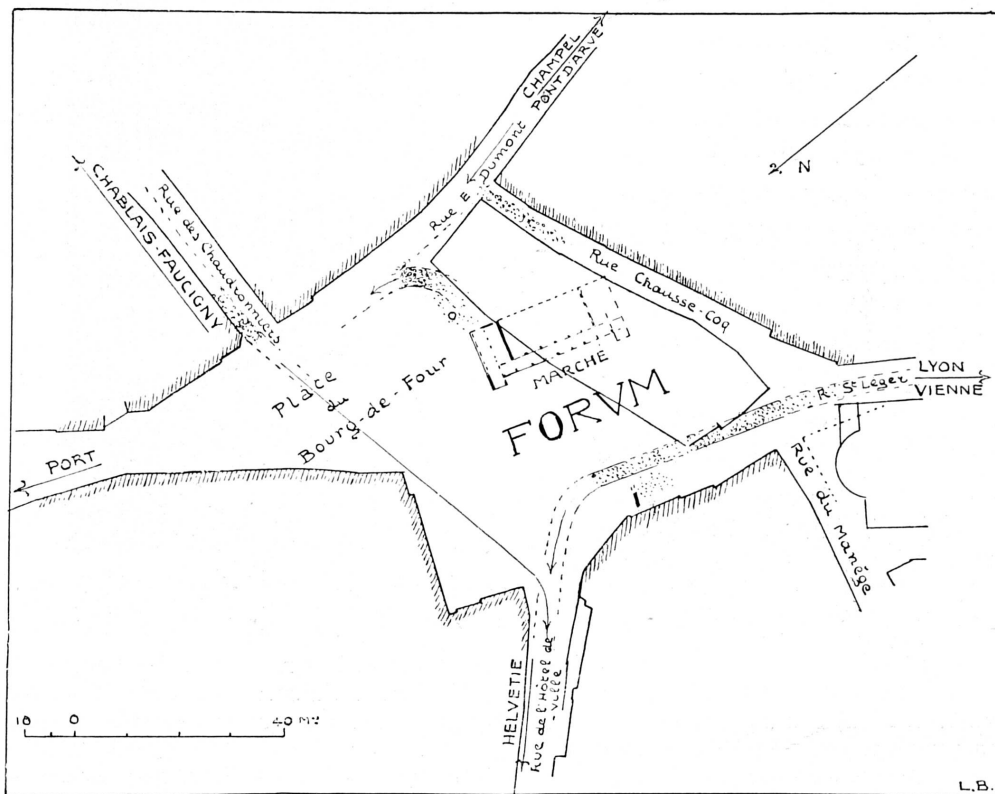 CHAMPEL
PONT D'ARVE
N
CHABLAIS-FAUCIGNY
Rue des Chaudronniers
Rue E Dumont
Rue Chausse-Coq
MARCHE
FORVM
LYON
VIENNE
R. St Léger
Place
du
Bourg-de-Four
PORT
Rue du Manège
HELVETIE
Rue de l'Hôtel de
-Ville
10 0 40
L.B.